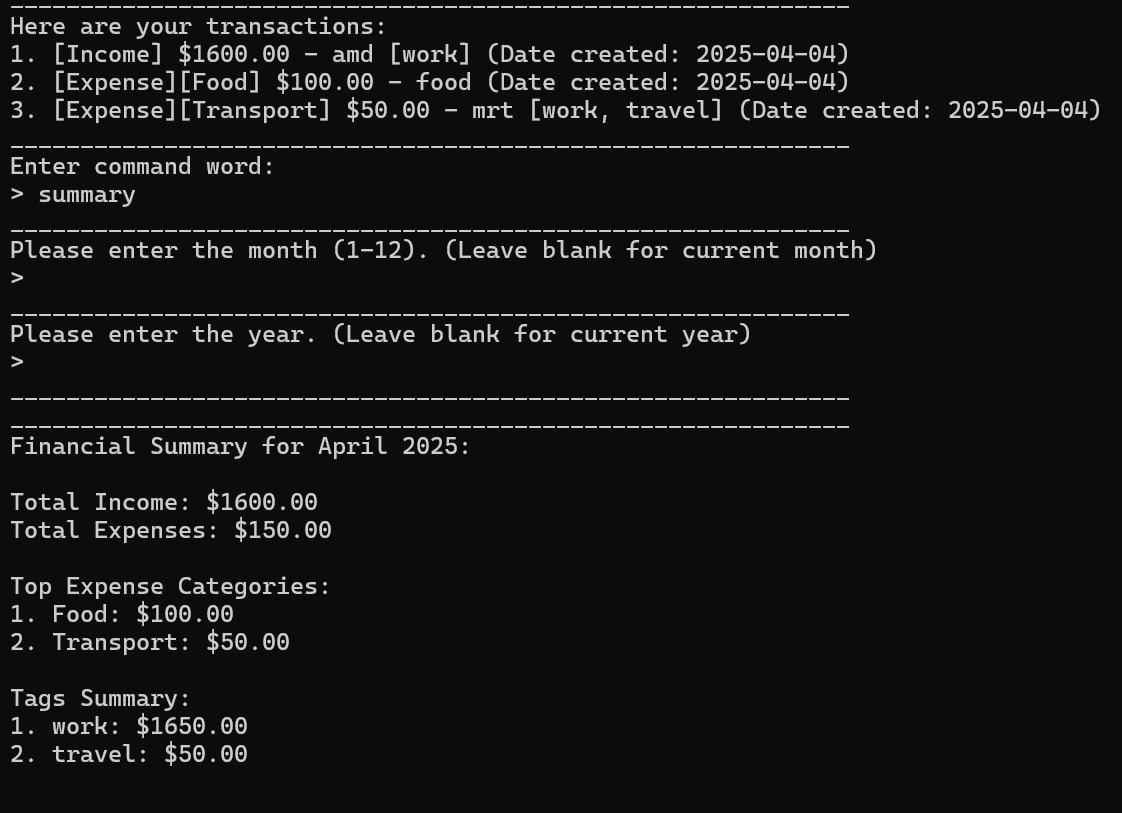 ____________________________________________________________
Here are your transactions:
1. [Income] $1600.00 - amd [work] (Date created: 2025-04-04)
2. [Expense][Food] $100.00 - food (Date created: 2025-04-04)
3. [Expense][Transport] $50.00 - mrt [work, travel] (Date created: 2025-04-04)
____________________________________________________________
Enter command word:
> summary
____________________________________________________________
Please enter the month (1-12). (Leave blank for current month)
>
____________________________________________________________
Please enter the year. (Leave blank for current year)
>
____________________________________________________________
____________________________________________________________
Financial Summary for April 2025:

Total Income: $1600.00
Total Expenses: $150.00

Top Expense Categories:
1. Food: $100.00
2. Transport: $50.00

Tags Summary:
1. work: $1650.00
2. travel: $50.00